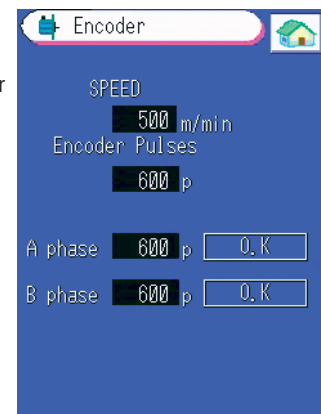 Encoder
r
SPEED
500 m/min
Encoder Pulses
600 p
A phase 600 p O.K
B phase 600 p O.K